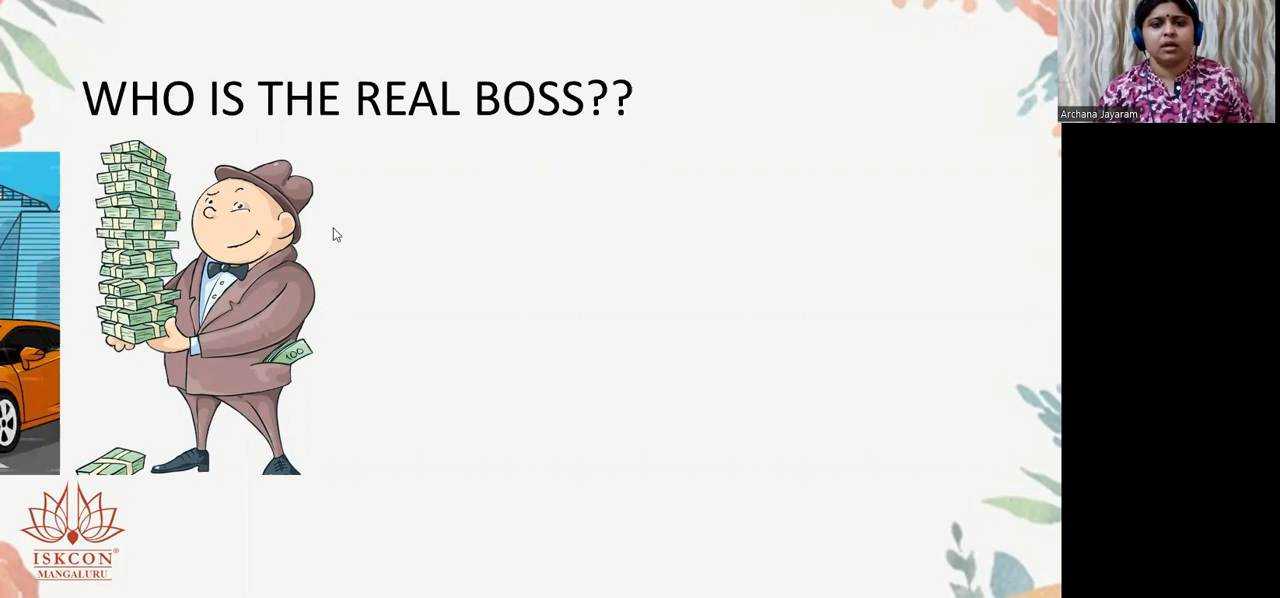 WHO IS THE REAL BOSS??
Archana Jayaram
100
ISKCON®
MANGALURU